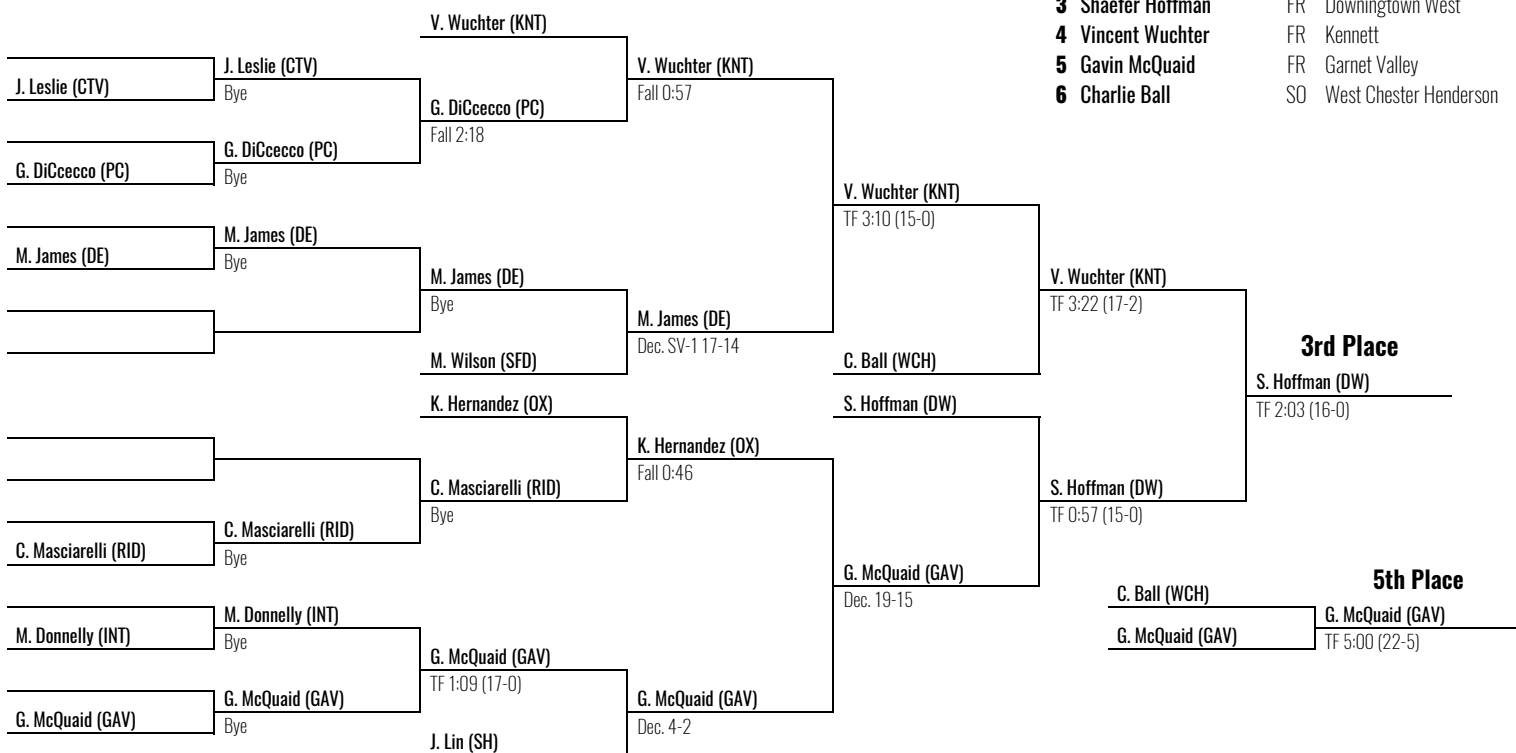 3 Shaefer Hoffman FR Downingtown West
4 Vincent Wuchter FR Kennett
5 Gavin McQuaid FR Garnet Valley
6 Charlie Ball SO West Chester Henderson
J. Leslie (CTV)
G. DiCcecco (PC)
M. James (DE)
C. Masciarelli (RID)
M. Donnelly (INT)
G. McQuaid (GAV)
J. Leslie (CTV)
Bye
G. DiCcecco (PC)
Bye
M. James (DE)
Bye
C. Masciarelli (RID)
Bye
M. Donnelly (INT)
Bye
G. McQuaid (GAV)
Bye
V. Wuchter (KNT)
G. DiCcecco (PC)
Fall 2:18
M. James (DE)
Bye
M. Wilson (SFD)
K. Hernandez (OX)
C. Masciarelli (RID)
Bye
G. McQuaid (GAV)
TF 1:09 (17-0)
J. Lin (SH)
V. Wuchter (KNT)
Fall 0:57
M. James (DE)
Dec. SV-1 17-14
K. Hernandez (OX)
Fall 0:46
G. McQuaid (GAV)
Dec. 4-2
V. Wuchter (KNT)
TF 3:10 (15-0)
C. Ball (WCH)
S. Hoffman (DW)
G. McQuaid (GAV)
Dec. 19-15
V. Wuchter (KNT)
TF 3:22 (17-2)
S. Hoffman (DW)
TF 0:57 (15-0)
3rd Place
S. Hoffman (DW)
TF 2:03 (16-0)
5th Place
C. Ball (WCH)
G. McQuaid (GAV)
G. McQuaid (GAV)
TF 5:00 (22-5)